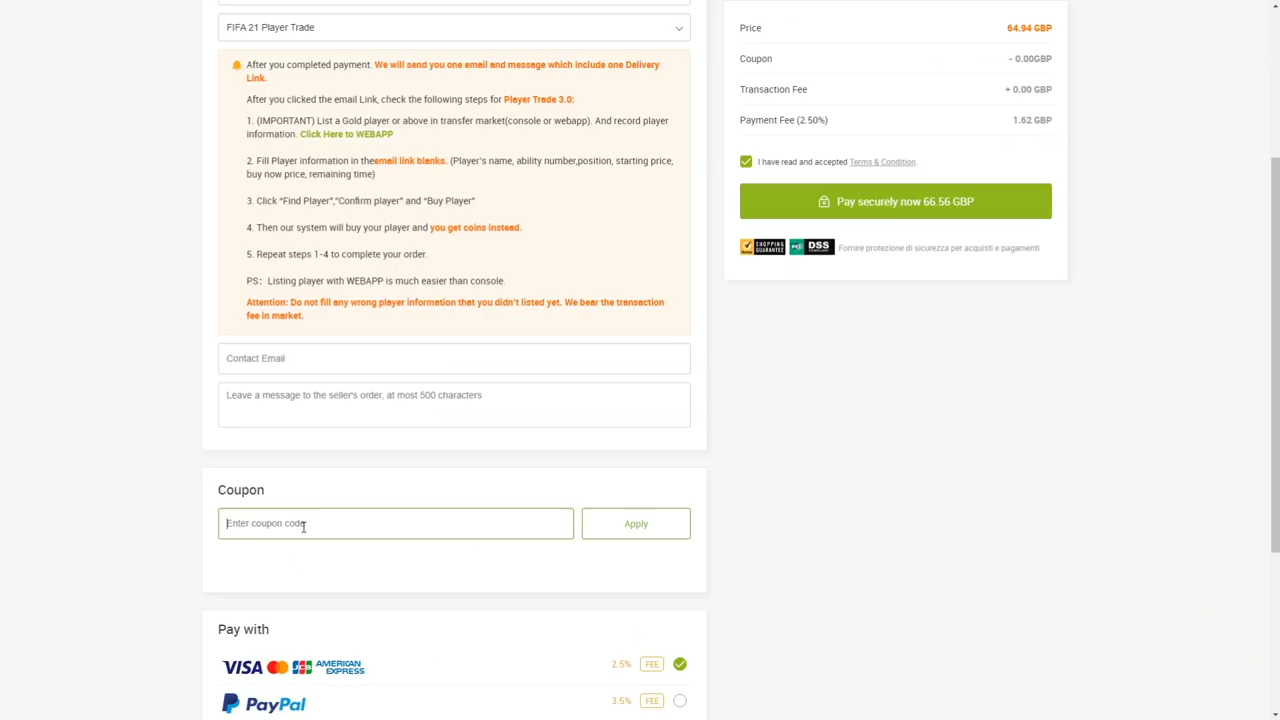 FIFA 21 Player Trade
After you completed payment. We will send you one email and message which include one Delivery
Link.
After you clicked the email Link, check the following steps for Player Trade 3.0:
1. (IMPORTANT) List a Gold player or above in transfer market(console or webapp). And record player
information. Click Here to WEBAPP
2. Fill Player information in theemail link blanks. (Player's name, ability number,position, starting price,
buy now price, remaining time)
3. Click “Find Player”,“Confirm player” and “Buy Player”
4. Then our system will buy your player and you get coins instead.
5. Repeat steps 1-4 to complete your order.
PS: Listing player with WEBAPP is much easier than console.
Attention: Do not fill any wrong player information that you didn't listed yet. We bear the transaction
fee in market.
Contact Email
Leave a message to the seller's order, at most 500 characters
Coupon
Enter coupon code
Apply
Pay with
VISA JCB AMERICAN EXPRESS
2.5% FEE
PayPal
3.5% FEE
Price 64.94 GBP
Coupon - 0.00GBP
Transaction Fee + 0.00 GBP
Payment Fee (2.50%) 1.62 GBP
I have read and accepted Terms & Condition.
Pay securely now 66.56 GBP
SHOPPING GUARANTEE PCI DSS Fornire protezione di sicurezza per acquisti e pagamenti